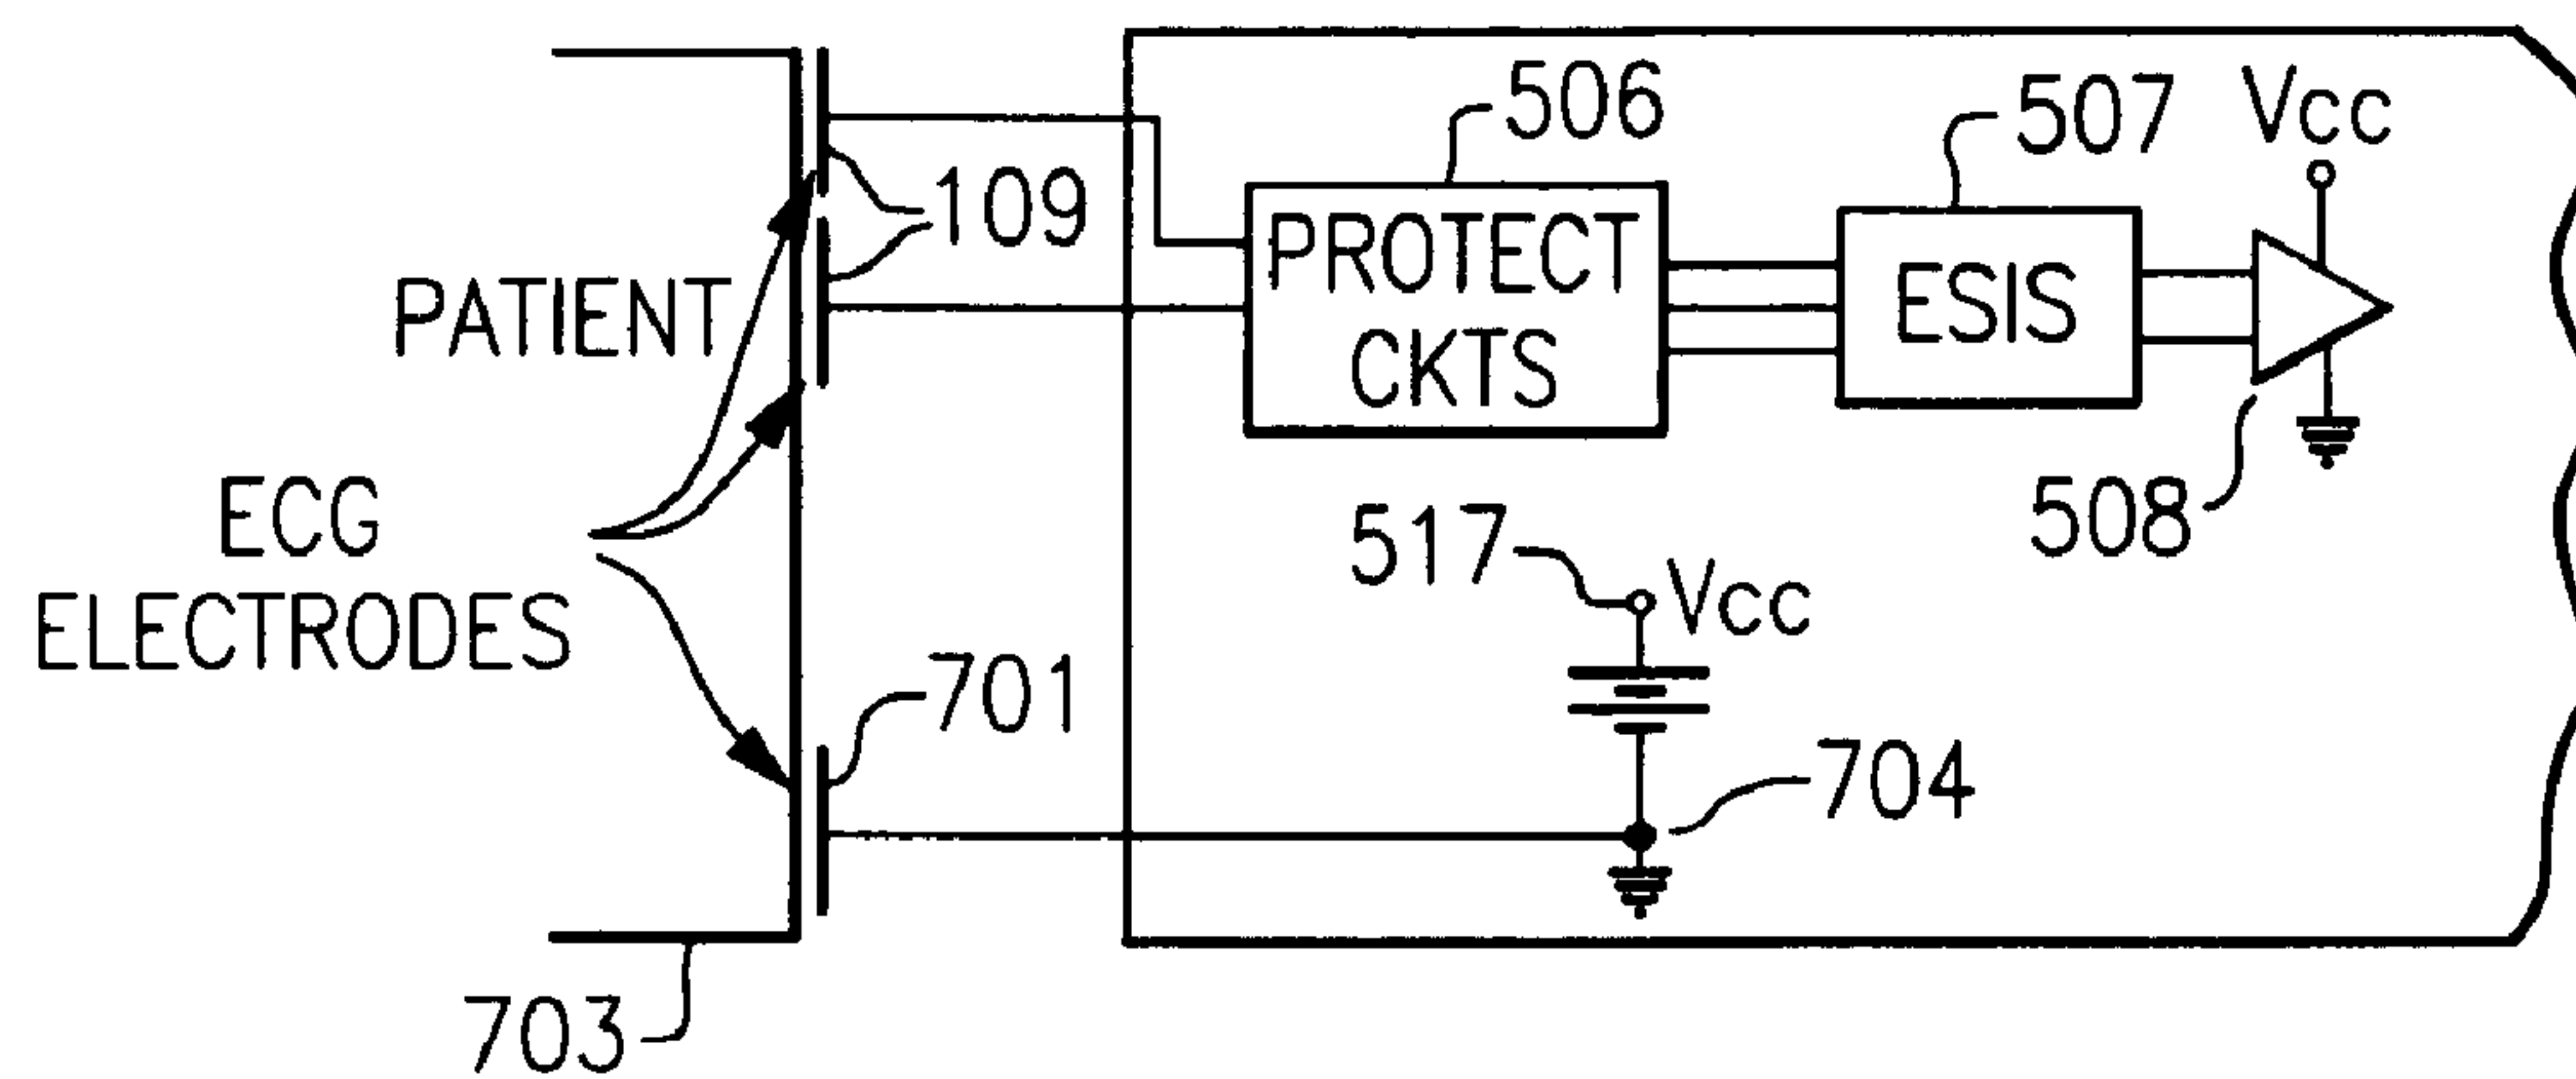 506
507
Vcc
109
PROTECT
CKTS
ESIS
PATIENT
ECG
ELECTRODES
517
Vcc
508
701
704
703